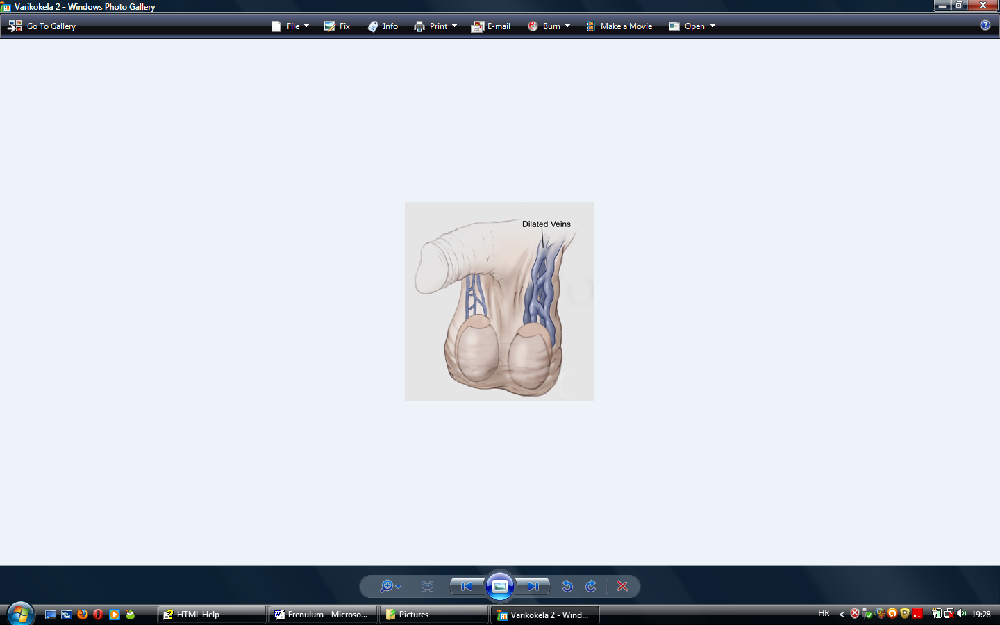 Varikokela 2 - Windows Photo Gallery
Go To Gallery File Fix Info Print E-mail Burn Make a Movie Open
Dilated Veins
HTML Help Frenulum - Microso... Pictures Varikokela 2 - Wind... HR 19:28